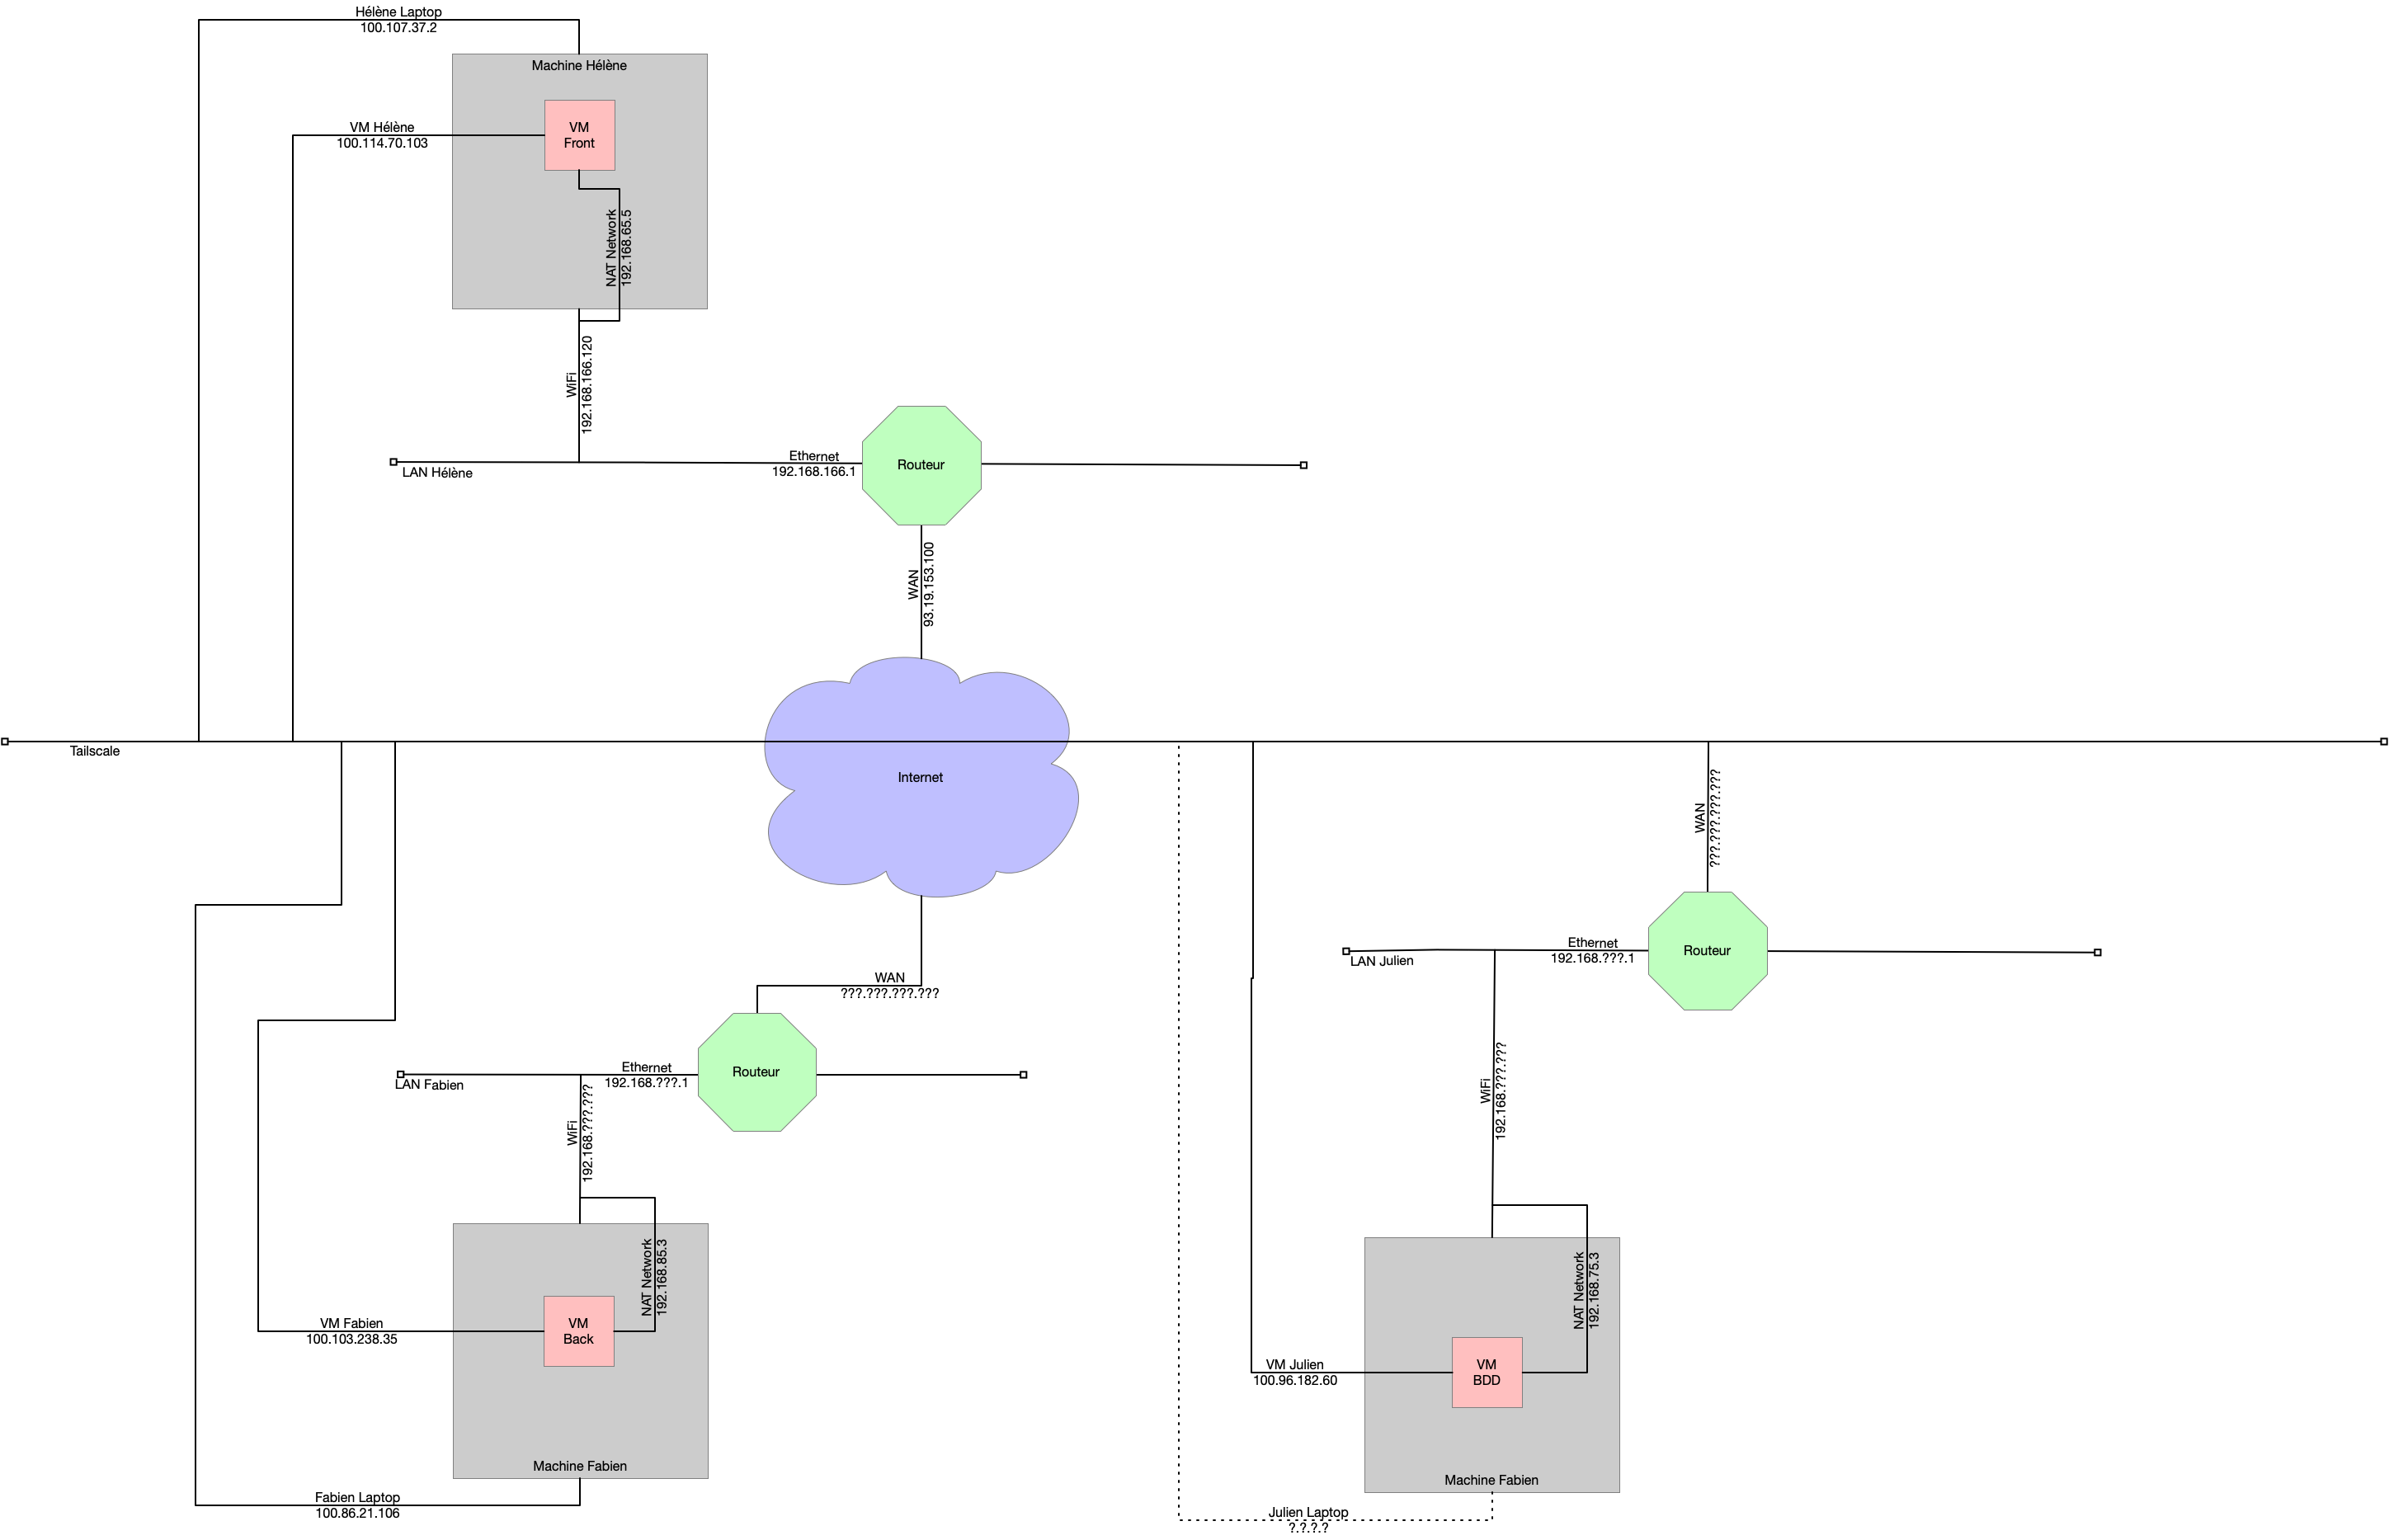 Hélène Laptop
100.107.37.2
Machine Hélène
VM
Front
VM Hélène
100.114.70.103
NAT Network
192.168.65.5
WiFi
192.168.166.120
Ethernet
192.168.166.1
LAN Hélène
Routeur
WAN
93.19.153.100
Tailscale
Internet
WAN
???.???.???.???
Ethernet
192.168.???.1
LAN Julien
Routeur
WAN
???.???.???.???
Ethernet
192.168.???.1
LAN Fabien
Routeur
WiFi
192.168.???.???
WiFi
192.168.???.???
NAT Network
192.168.85.3
VM
Back
VM Fabien
100.103.238.35
Machine Fabien
Fabien Laptop
100.86.21.106
NAT Network
192.168.75.3
VM
BDD
VM Julien
100.96.182.60
Machine Fabien
Julien Laptop
?.?.?.?